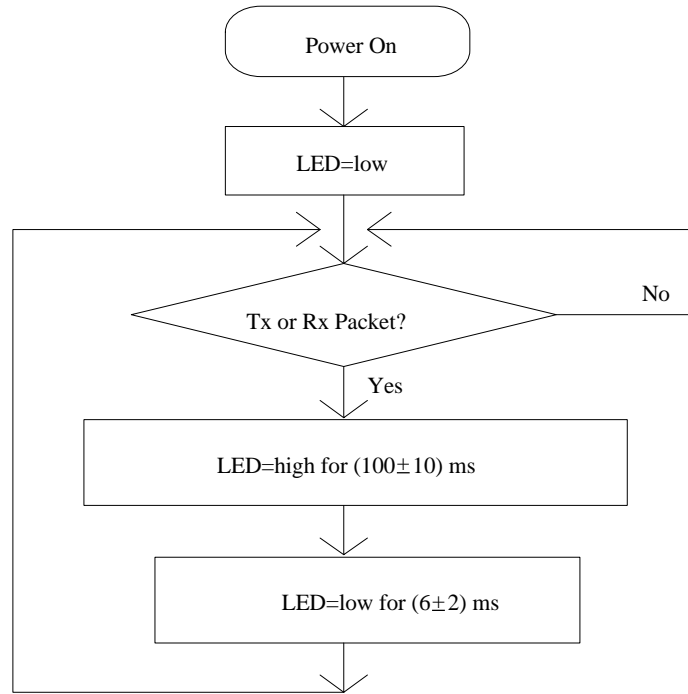 Power On
LED=low
Tx or Rx Packet?
No
Yes
LED=high for (100±10) ms
LED=low for (6±2) ms